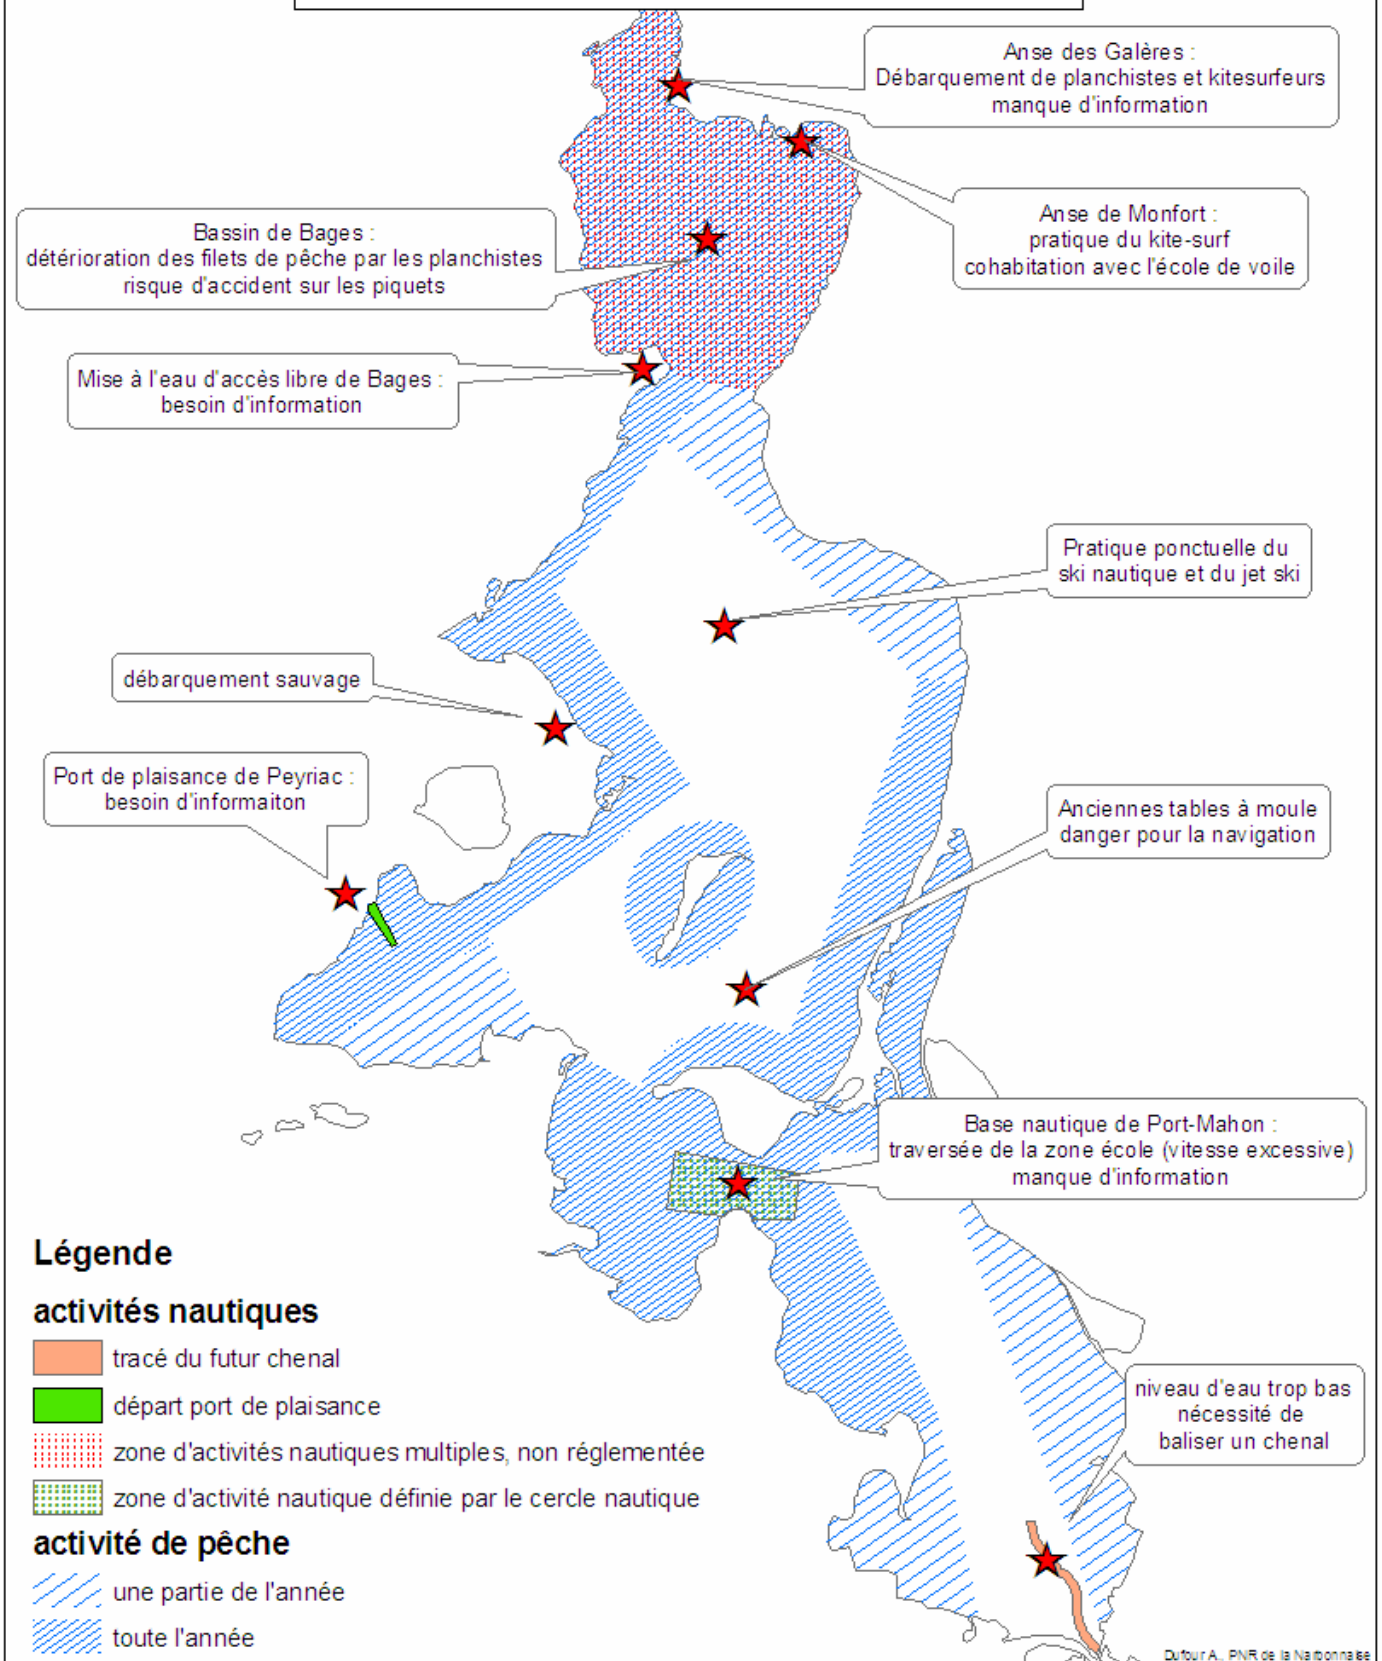 Anse des Galères :
Débarquement de planchistes et kitesurfeurs
manque d'information
Anse de Monfort :
pratique du kite-surf
cohabitation avec l'école de voile
Bassin de Bages :
détérioration des filets de pêche par les planchistes
risque d'accident sur les piquets
Mise à l'eau d'accès libre de Bages :
besoin d'information
Pratique ponctuelle du
ski nautique et du jet ski
débarquement sauvage
Port de plaisance de Peyriac :
besoin d'informaiton
Anciennes tables à moule
danger pour la navigation
Base nautique de Port-Mahon :
traversée de la zone école (vitesse excessive)
manque d'information
niveau d'eau trop bas
nécessité de
baliser un chenal
Légende
activités nautiques
tracé du futur chenal
départ port de plaisance
zone d'activités nautiques multiples, non réglementée
zone d'activité nautique définie par le cercle nautique
activité de pêche
une partie de l'année
toute l'année
Dufour A., PNR de la Narbonnaise